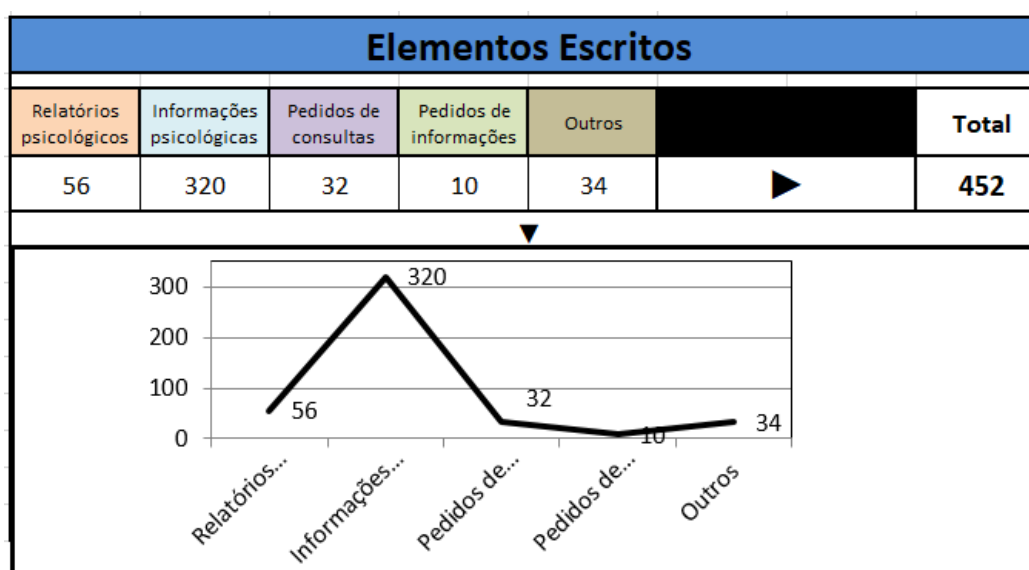 Elementos Escritos
Relatórios psicológicos
Informações psicológicas
Pedidos de consultas
Pedidos de informações
Outros
Total
56 320 32 10 34 ► 452
▼
300
200
100
0
56
320
32
10
34
Relatórios...
Informações...
Pedidos de...
Pedidos de...
Outros